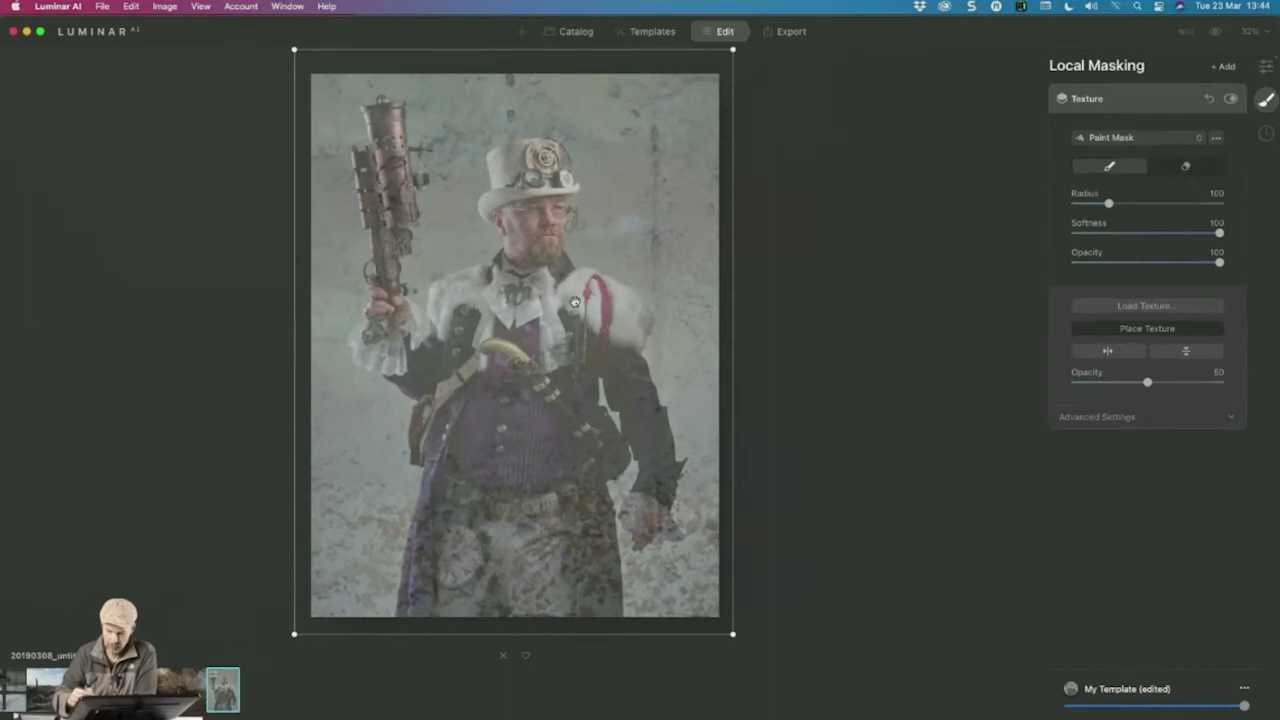 Luminar AI File Edit Image View Account Window Help Tue 23 Mar 13:44
LUMINAR AI
Catalog Templates Edit Export 32%
Local Masking + Add
Texture
Paint Mask
Radius 100
Softness 100
Opacity 100
Load Texture...
Place Texture
Opacity 50
Advanced Settings
20190308_untit
My Template (edited)